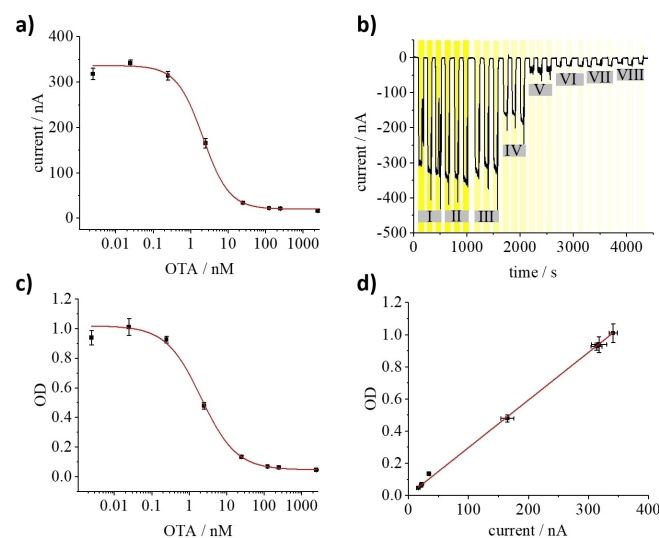 a)
current / nA
400
300
200
100
0
0.01 0.1 1 10 100 1000
OTA / nM
b)
current / nA
0
-100
-200
-300
-400
-500
I II III IV V VI VII VIII
0 1000 2000 3000 4000
time / s
c)
OD
1.2
1.0
0.8
0.6
0.4
0.2
0.0
0.01 0.1 1 10 100 1000
OTA / nM
d)
OD
1.2
1.0
0.8
0.6
0.4
0.2
0.0
0 100 200 300 400
current / nA